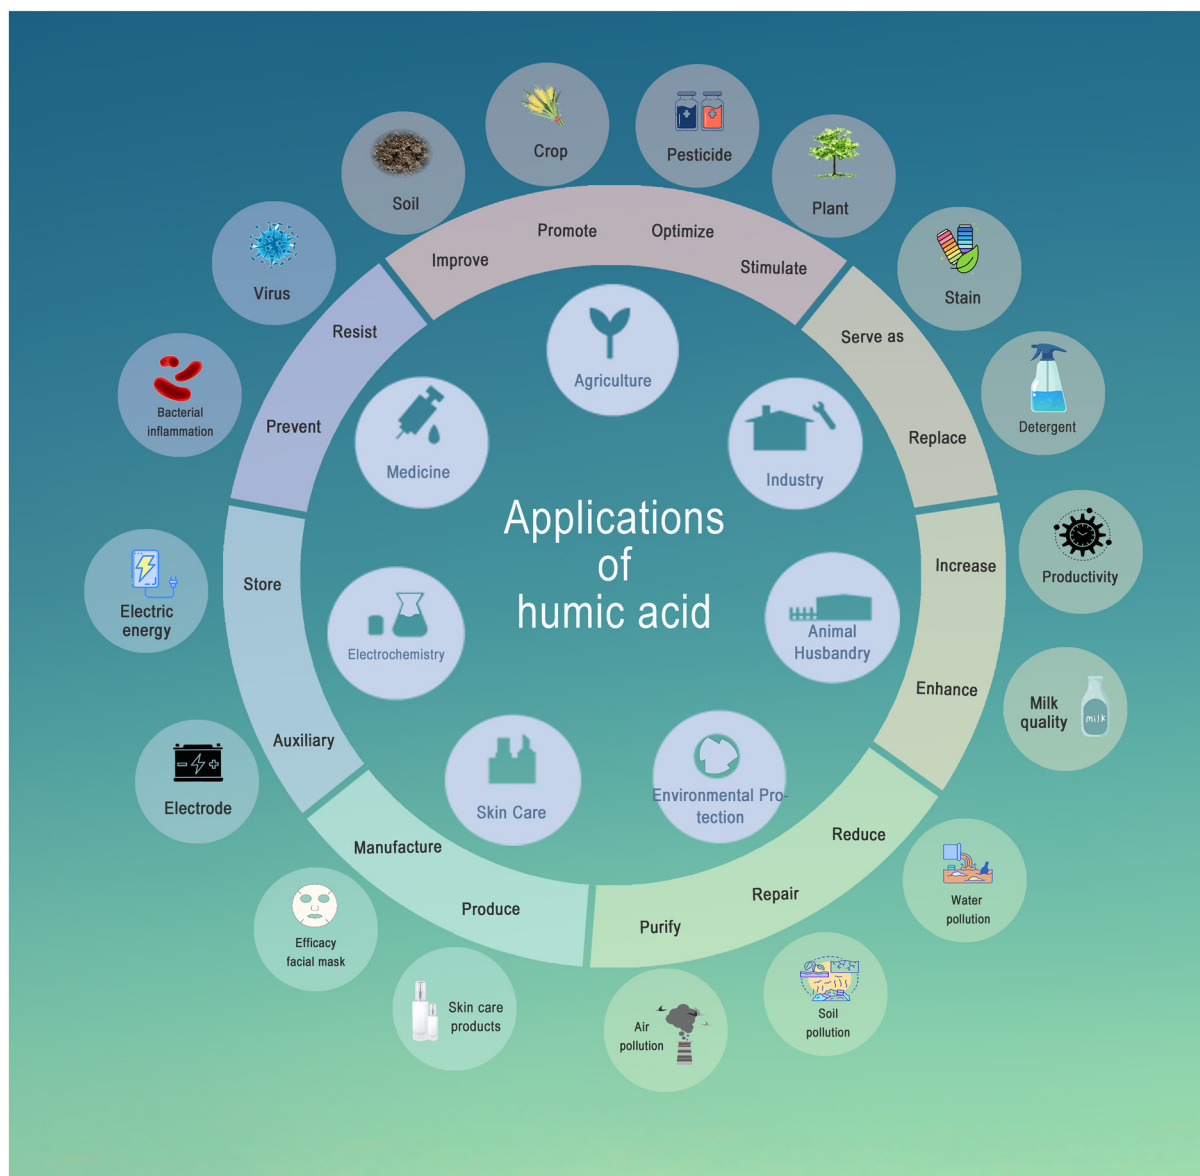 Crop
Pesticide
Soil
Plant
Virus
Stain
Bacterial
inflammation
Detergent
Electric
energy
Productivity
Electrode
Milk
quality
milk
Efficacy
facial mask
Water
pollution
Skin care
products
Air
pollution
Soil
pollution
Improve
Promote
Optimize
Stimulate
Resist
Prevent
Serve as
Replace
Store
Auxiliary
Increase
Enhance
Manufacture
Produce
Purify
Repair
Reduce
Agriculture
Medicine
Industry
Electrochemistry
Animal
Husbandry
Skin Care
Environmental Pro-
tection
Applications
of
humic acid